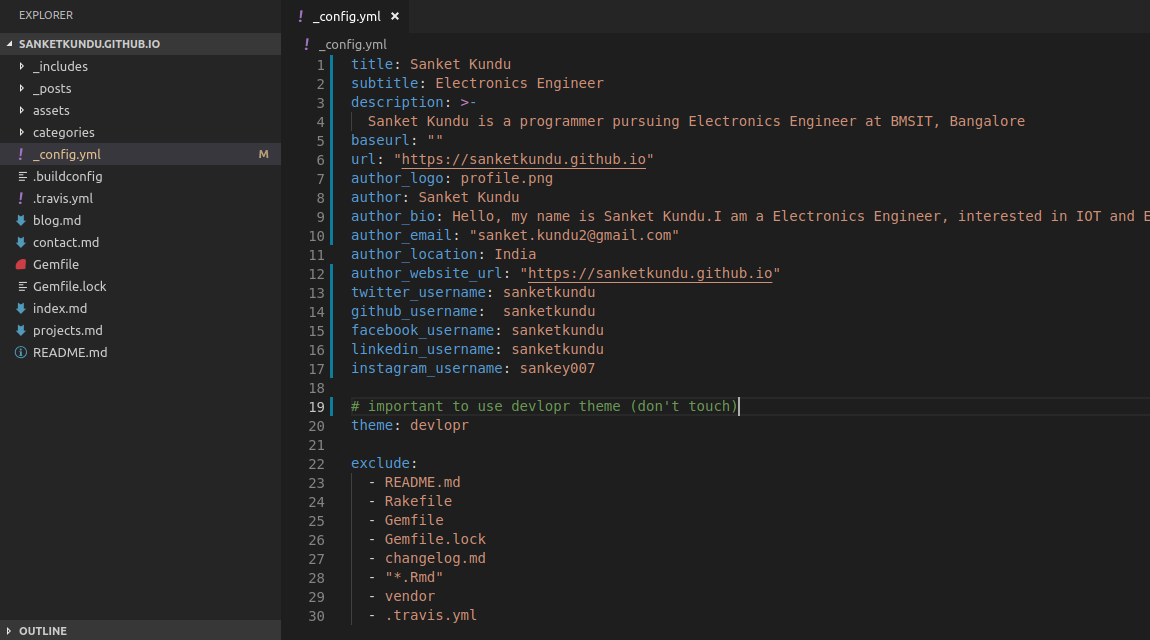 EXPLORER
SANKETKUNDU.GITHUB.IO
_includes
_posts
assets
categories
! _config.yml M
.buildconfig
! .travis.yml
blog.md
contact.md
Gemfile
Gemfile.lock
index.md
projects.md
README.md
OUTLINE
! _config.yml ×
! _config.yml
1 title: Sanket Kundu
2 subtitle: Electronics Engineer
3 description: >-
4 Sanket Kundu is a programmer pursuing Electronics Engineer at BMSIT, Bangalore
5 baseurl: ""
6 url: "https://sanketkundu.github.io"
7 author_logo: profile.png
8 author: Sanket Kundu
9 author_bio: Hello, my name is Sanket Kundu.I am a Electronics Engineer, interested in IOT and E
10 author_email: "sanket.kundu2@gmail.com"
11 author_location: India
12 author_website_url: "https://sanketkundu.github.io"
13 twitter_username: sanketkundu
14 github_username:  sanketkundu
15 facebook_username: sanketkundu
16 linkedin_username: sanketkundu
17 instagram_username: sankey007
18
19 # important to use devlopr theme (don't touch)
20 theme: devlopr
21
22 exclude:
23 - README.md
24 - Rakefile
25 - Gemfile
26 - Gemfile.lock
27 - changelog.md
28 - "*.Rmd"
29 - vendor
30 - .travis.yml